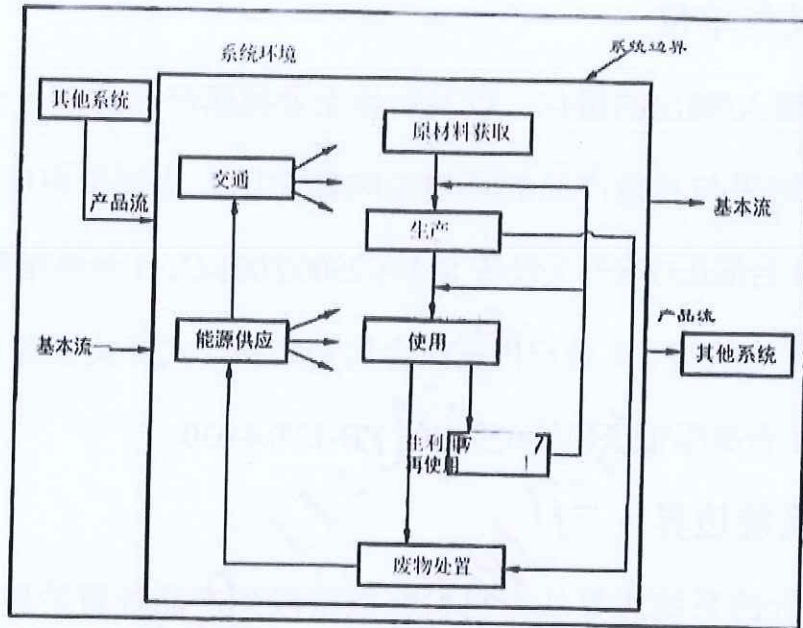 系统环境
系统边界
其他系统
原材料获取
交通
产品流
基本流
生产
产品流
基本流
能源供应
使用
其他系统
生利用
再使用
废物处置